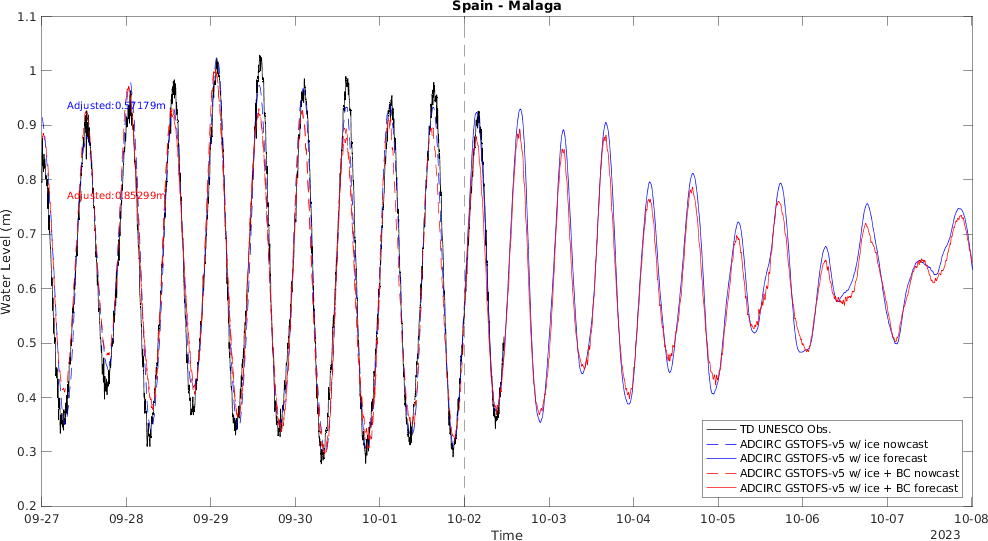 Spain - Malaga
1.1
1
0.9
0.8
0.7
0.6
0.5
0.4
0.3
0.2
Water Level (m)
Adjusted:0.57179m
Adjusted:0.85299m
TD UNESCO Obs.
ADCIRC GSTOFS-v5 w/ ice nowcast
ADCIRC GSTOFS-v5 w/ ice forecast
ADCIRC GSTOFS-v5 w/ ice + BC nowcast
ADCIRC GSTOFS-v5 w/ ice + BC forecast
09-27 09-28 09-29 09-30 10-01 10-02 10-03 10-04 10-05 10-06 10-07 10-08
Time
2023